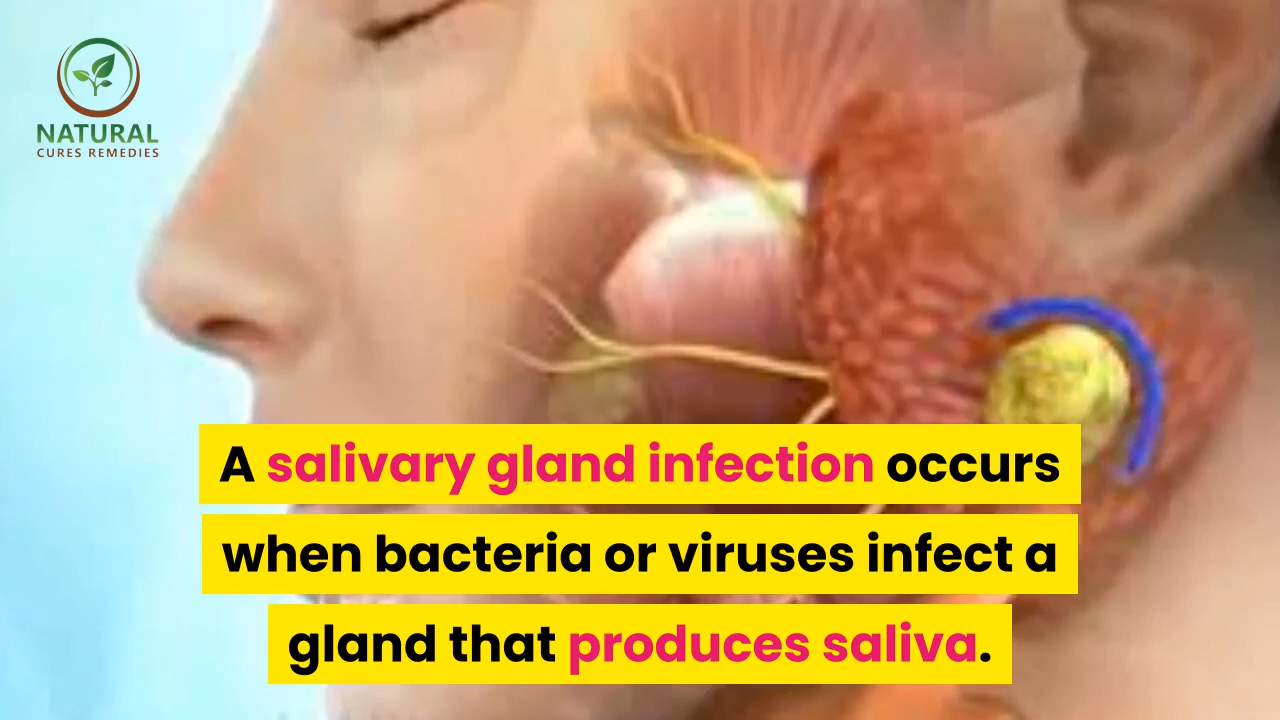 NATURAL
CURES REMEDIES
A salivary gland infection occurs
when bacteria or viruses infect a
gland that produces saliva.